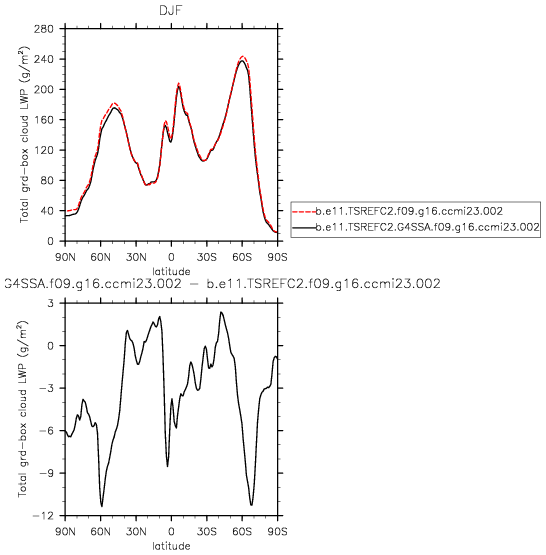 DJF
Total grd-box cloud LWP (g/m²)
280
240
200
160
120
80
40
0
90N 60N 30N 0 30S 60S 90S
latitude
b.e11.TSREFC2.f09.g16.ccmi23.002
b.e11.TSREFC2.G4SSA.f09.g16.ccmi23.002
G4SSA.f09.g16.ccmi23.002 - b.e11.TSREFC2.f09.g16.ccmi23.002
Total grd-box cloud LWP (g/m²)
3
0
-3
-6
-9
-12
90N 60N 30N 0 30S 60S 90S
latitude